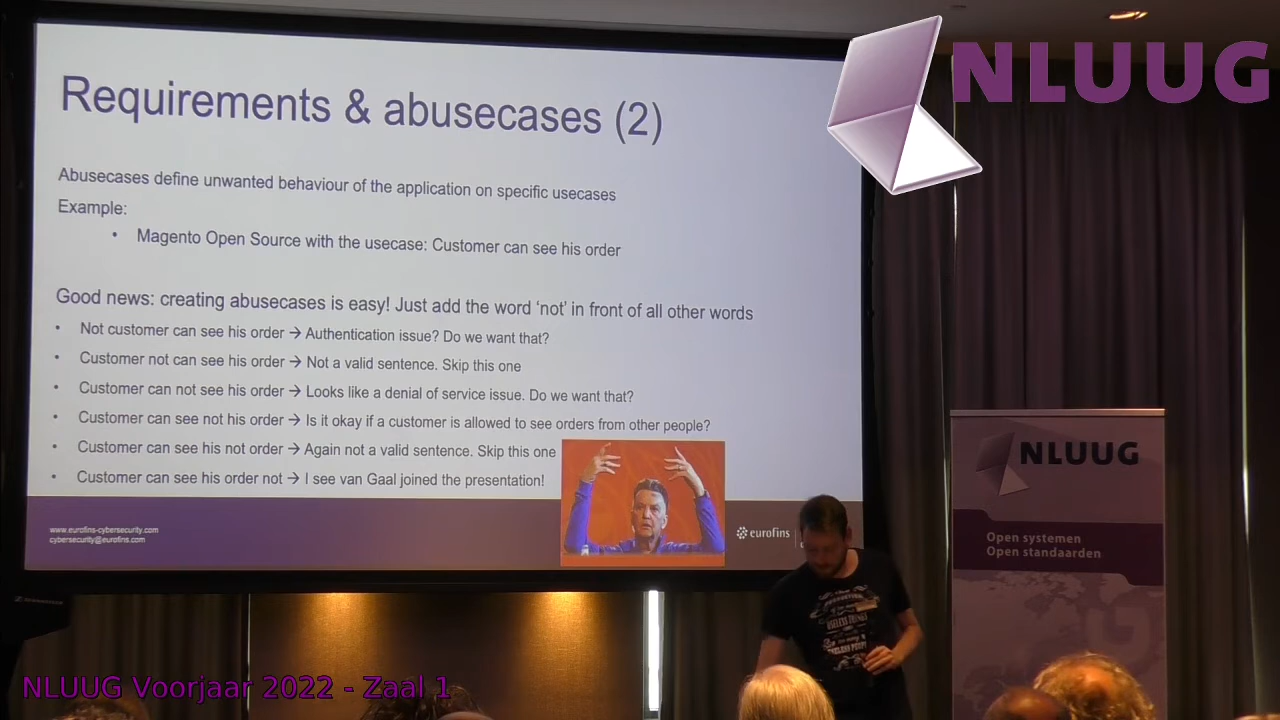 Requirements & abusecases (2)
Abusecases define unwanted behaviour of the application on specific usecases
Example:
• Magento Open Source with the usecase: Customer can see his order
Good news: creating abusecases is easy! Just add the word ‘not’ in front of all other words
• Not customer can see his order → Authentication issue? Do we want that?
• Customer not can see his order → Not a valid sentence. Skip this one
• Customer can not see his order → Looks like a denial of service issue. Do we want that?
• Customer can see not his order → Is it okay if a customer is allowed to see orders from other people?
• Customer can see his not order → Again not a valid sentence. Skip this one
• Customer can see his order not → I see van Gaal joined the presentation!
www.eurofins-cybersecurity.com
cybersecurity@eurofins.com
eurofins
NLUUG
NLUUG
Open systemen
Open standaarden
USELESS THINGS
NLUUG Voorjaar 2022 - Zaal 1